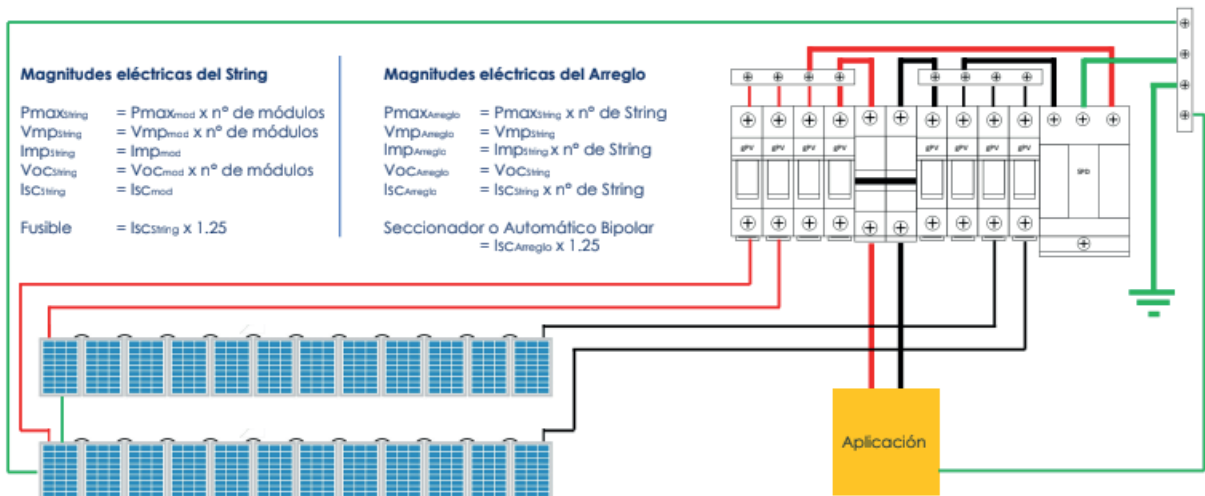 Magnitudes eléctricas del String
PmaxString = Pmaxmod x nº de módulos
VmpString = Vmpmod x nº de módulos
ImpString = Impmod
VocString = Vocmod x nº de módulos
IscString = Iscmod
Fusible = IscString x 1.25
Magnitudes eléctricas del Arreglo
PmaxArreglo = PmaxString x nº de String
VmpArreglo = VmpString
ImpArreglo = ImpString x nº de String
VocArreglo = VocString
IscArreglo = IscString x nº de String
Seccionador o Automático Bipolar
= IscArreglo x 1.25
gPV gPV gPV gPV gPV gPV gPV gPV SPD
Aplicación